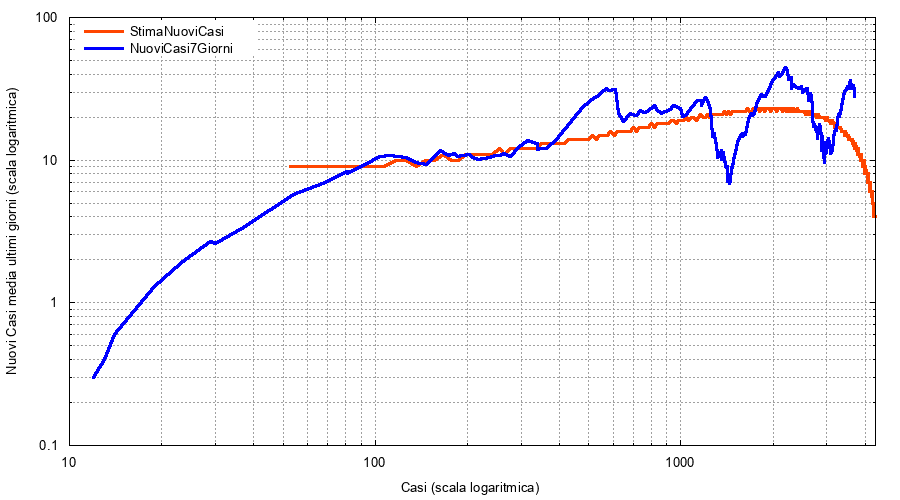 StimaNuoviCasi
NuoviCasi7Giorni
Nuovi Casi media ultimi giorni (scala logaritmica)
100
10
1
0.1
10
100
1000
Casi (scala logaritmica)